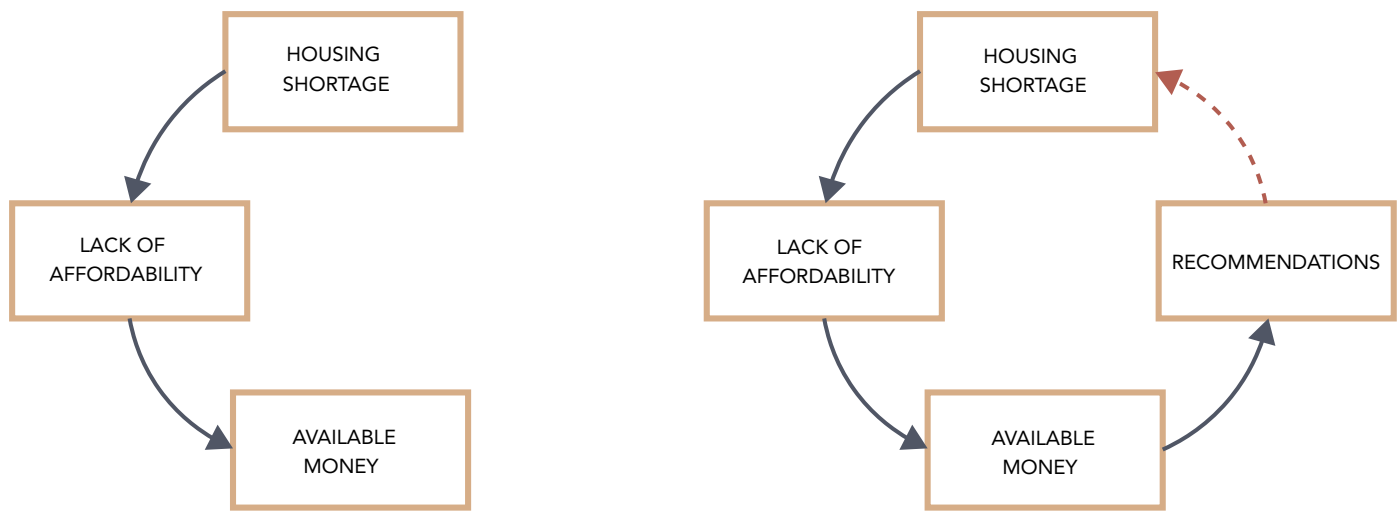 HOUSING
SHORTAGE
LACK OF
AFFORDABILITY
AVAILABLE
MONEY
HOUSING
SHORTAGE
LACK OF
AFFORDABILITY
RECOMMENDATIONS
AVAILABLE
MONEY